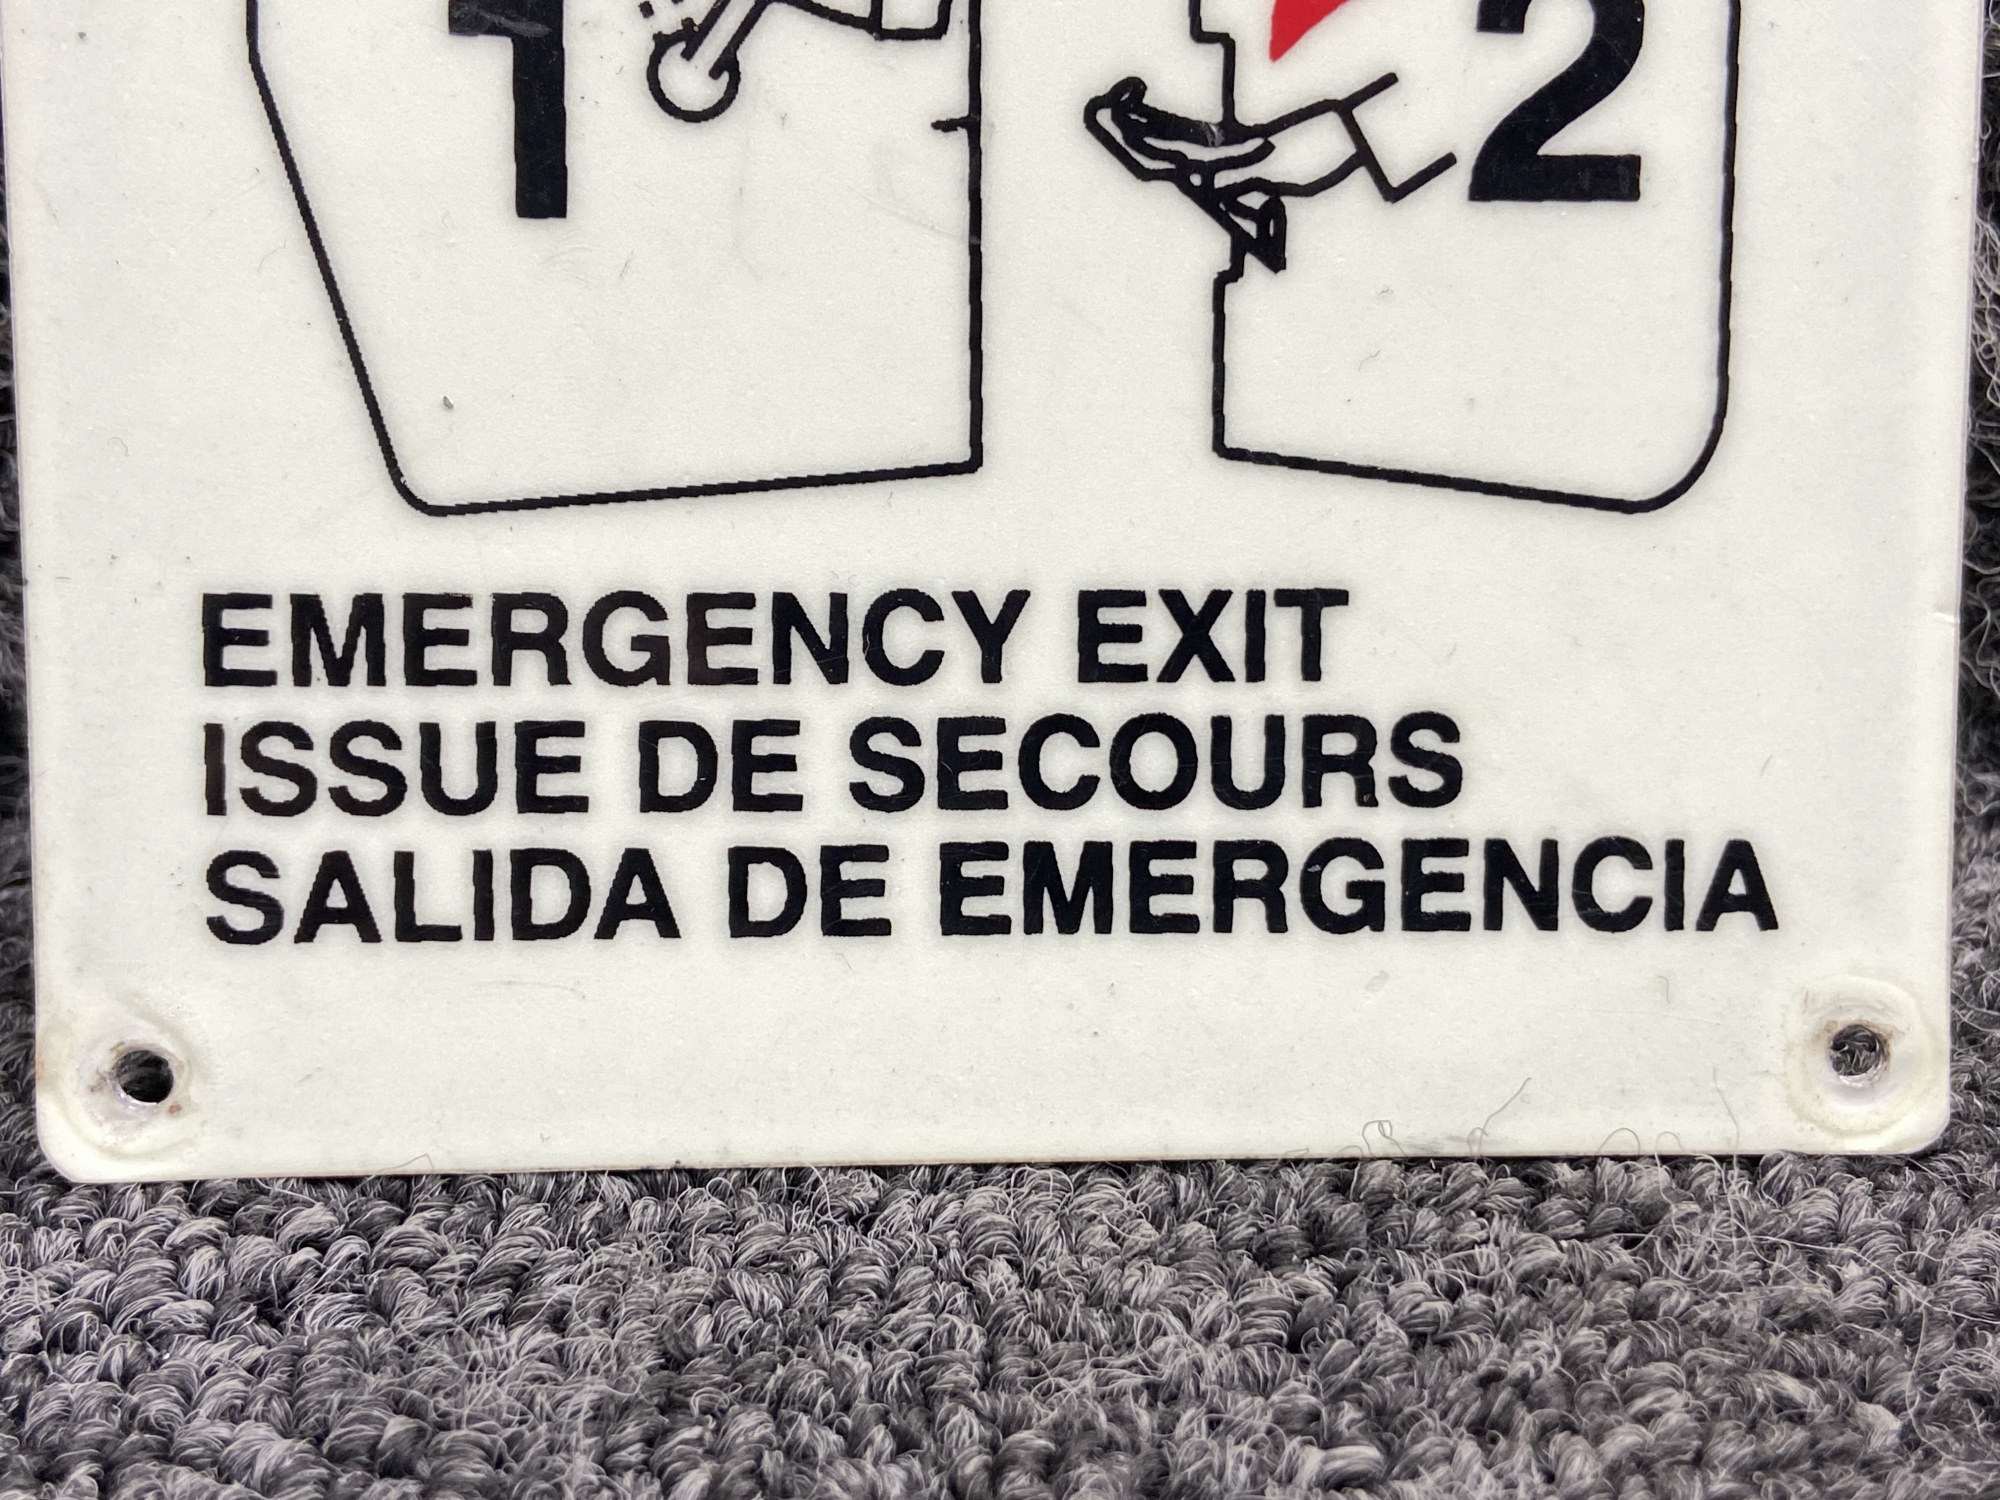 1 2
EMERGENCY EXIT
ISSUE DE SECOURS
SALIDA DE EMERGENCIA